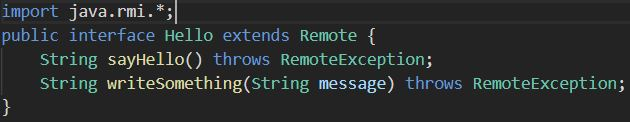 import java.rmi.*;
public interface Hello extends Remote {
    String sayHello() throws RemoteException;
    String writeSomething(String message) throws RemoteException;
}